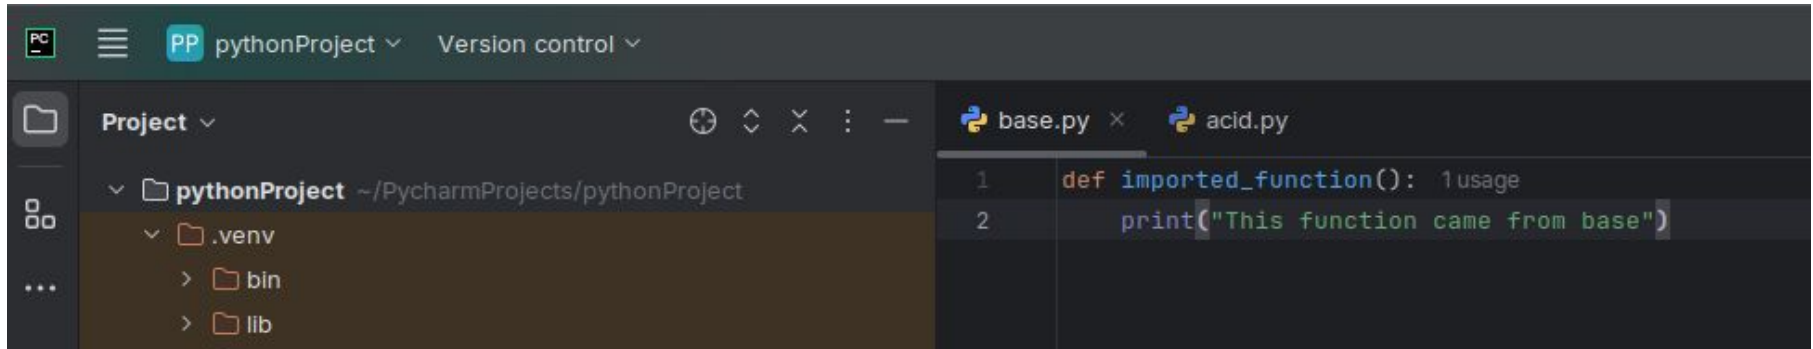 PC
PP pythonProject Version control
Project
base.py acid.py
pythonProject ~/PycharmProjects/pythonProject
.venv
bin
lib
1 def imported_function(): 1 usage
2 print("This function came from base")